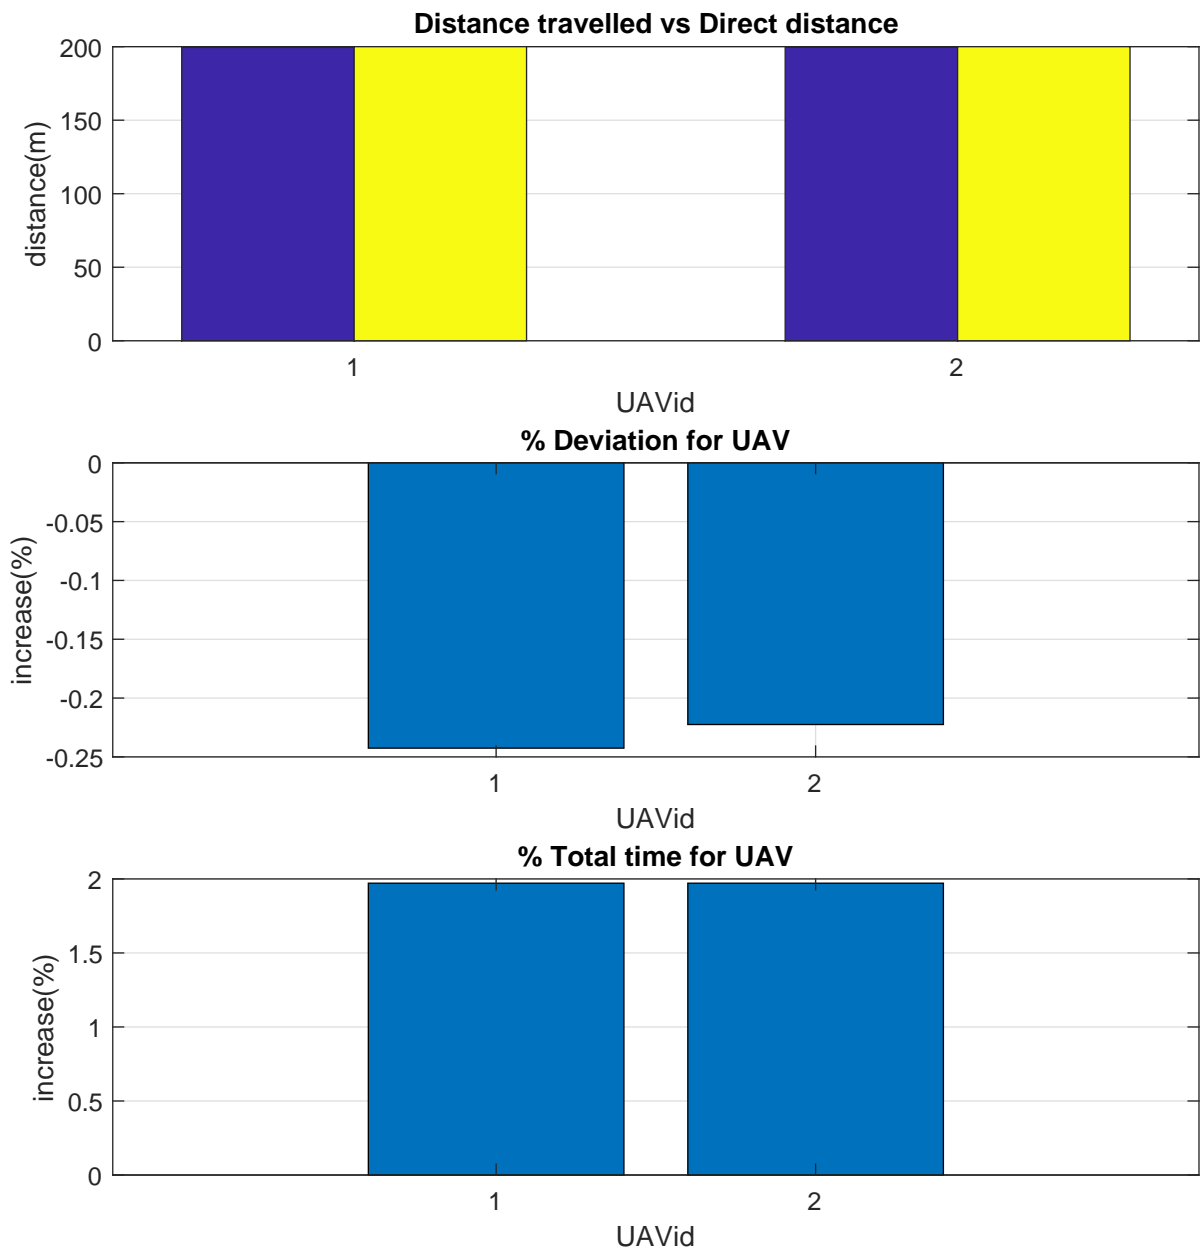 Distance travelled vs Direct distance
200
150
100
50
0
distance(m)
1 2
UAVid
% Deviation for UAV
0
-0.05
-0.1
-0.15
-0.2
-0.25
increase(%)
1 2
UAVid
% Total time for UAV
2
1.5
1
0.5
0
increase(%)
1 2
UAVid